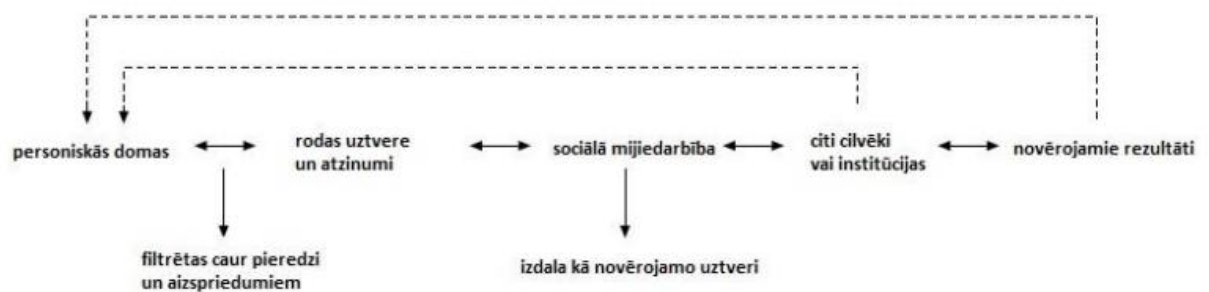 personiskās domas
rodas uztvere
un atzinumi
sociālā mijiedarbība
citi cilvēki
vai institūcijas
novērojamie rezultāti
filtrētas caur pieredzi
un aizspriedumiem
izdala kā novērojamo uztveri